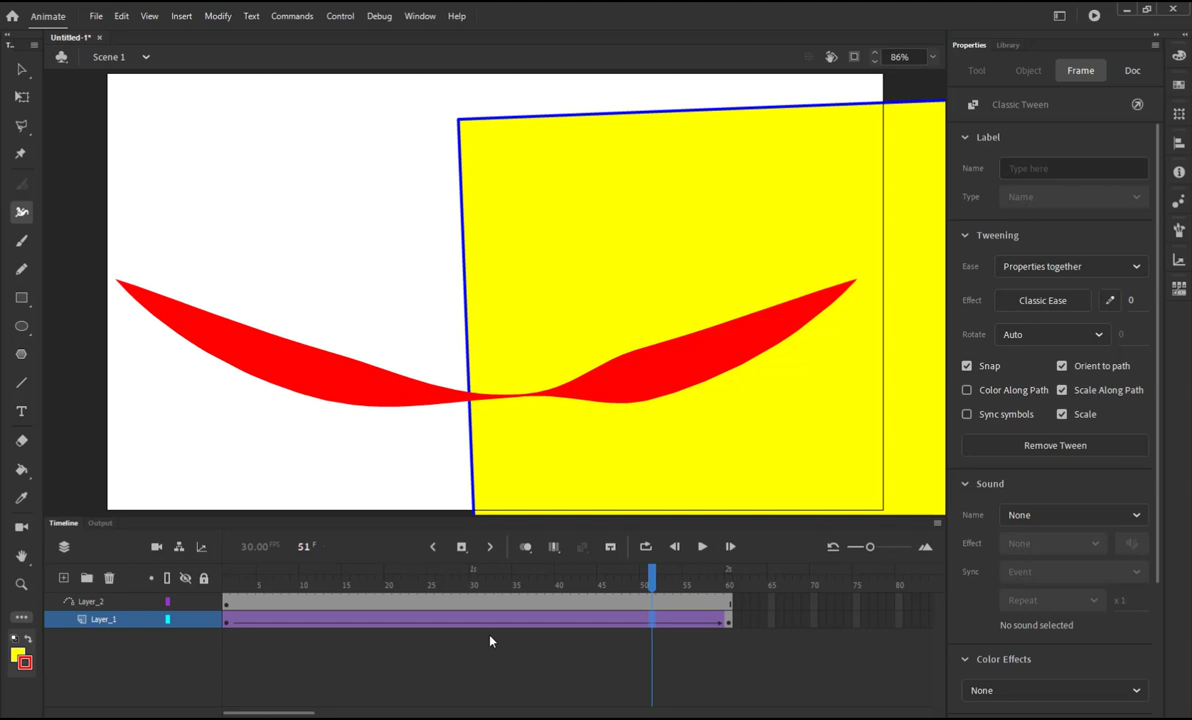 Animate File Edit View Insert Modify Text Commands Control Debug Window Help
Untitled-1*
Scene 1 86%
T...
Properties Library
Tool Object Frame Doc
Classic Tween
Label
Name Type here
Type Name
Tweening
Ease Properties together
Effect Classic Ease 0
Rotate Auto 0
Snap Orient to path
Color Along Path Scale Along Path
Sync symbols Scale
Remove Tween
Sound
Name None
Effect None
Sync Event
Repeat x 1
No sound selected
Color Effects
None
Timeline Output
30.00 FPS 51 F
1s 2s
5 10 15 20 25 30 35 40 45 50 55 60 65 70 75 80
Layer_2
Layer_1